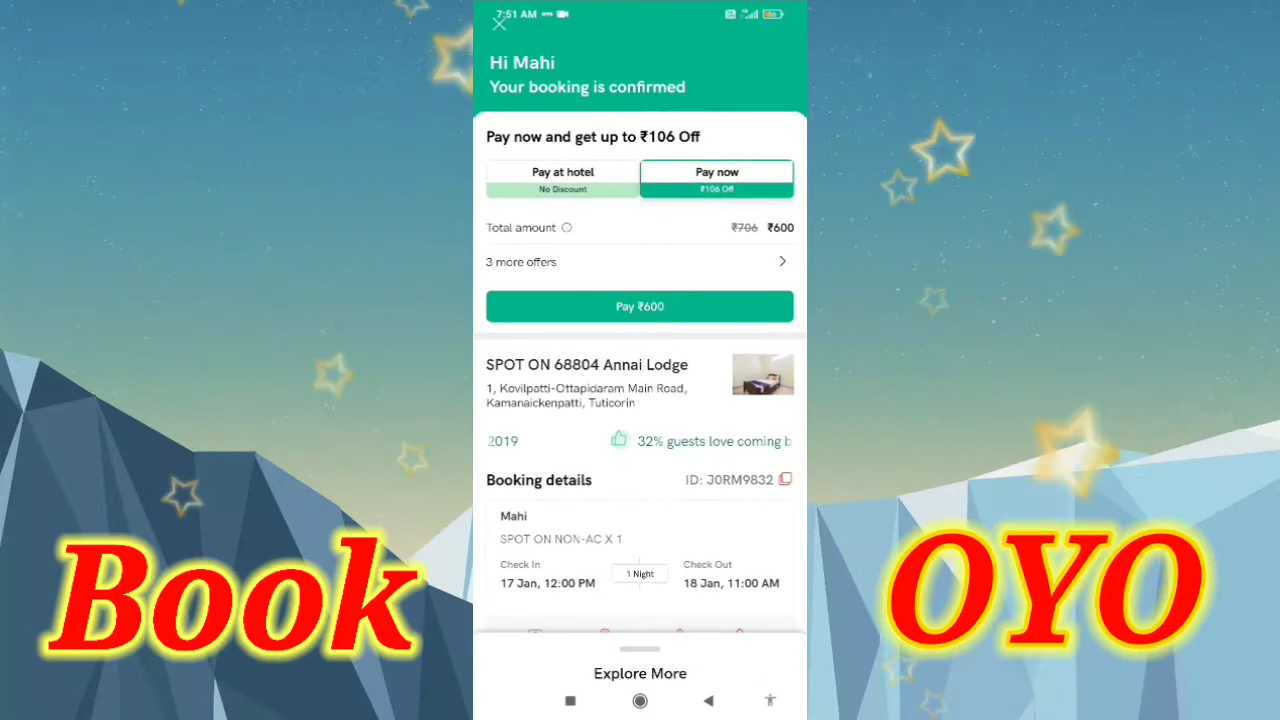 7:51 AM
Hi Mahi
Your booking is confirmed
Pay now and get up to ₹106 Off
Pay at hotel
No Discount
Pay now
₹106 Off
Total amount ₹706 ₹600
3 more offers
Pay ₹600
SPOT ON 68804 Annai Lodge
1, Kovilpatti-Ottapidaram Main Road,
Kamanaickenpatti, Tuticorin
2019 32% guests love coming b
Booking details ID: J0RM9832
Mahi
SPOT ON NON-AC X 1
Check In
17 Jan, 12:00 PM
1 Night
Check Out
18 Jan, 11:00 AM
Explore More
Book
OYO